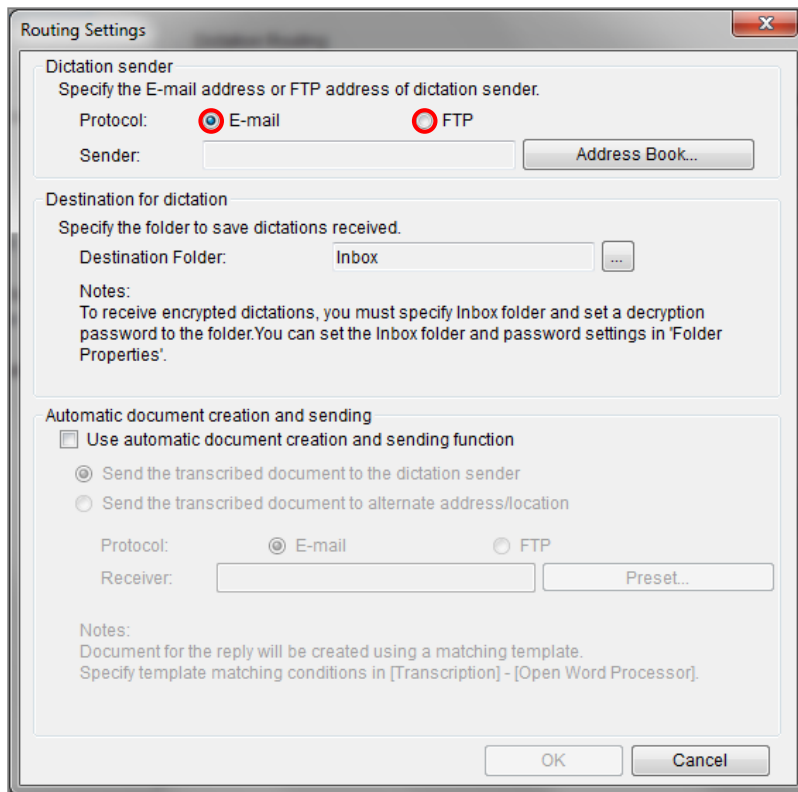 Routing Settings
Dictation Routing
Dictation sender
Specify the E-mail address or FTP address of dictation sender.
Protocol: E-mail FTP
Sender: Address Book...
Destination for dictation
Specify the folder to save dictations received.
Destination Folder: Inbox ...
Notes:
To receive encrypted dictations, you must specify Inbox folder and set a decryption
password to the folder.You can set the Inbox folder and password settings in 'Folder
Properties'.
Automatic document creation and sending
Use automatic document creation and sending function
Send the transcribed document to the dictation sender
Send the transcribed document to alternate address/location
Protocol: E-mail FTP
Receiver: Preset...
Notes:
Document for the reply will be created using a matching template.
Specify template matching conditions in [Transcription] - [Open Word Processor].
OK Cancel